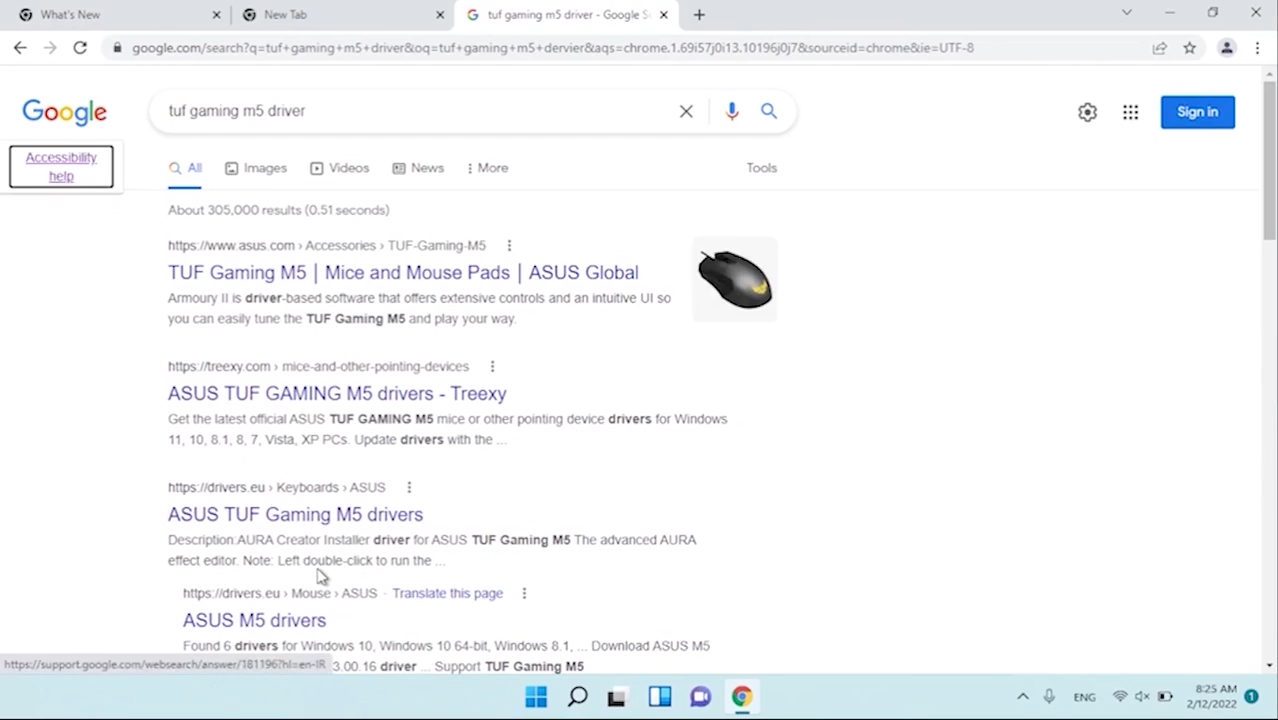 What's New
New Tab
tuf gaming m5 driver - Google S
google.com/search?q=tuf+gaming+m5+driver&oq=tuf+gaming+m5+dervier&aqs=chrome.1.69i57j0i13.10196j0j7&sourceid=chrome&ie=UTF-8
Google
tuf gaming m5 driver
Sign in
Accessibility
help
All
Images
Videos
News
More
Tools
About 305,000 results (0.51 seconds)
https://www.asus.com › Accessories › TUF-Gaming-M5
TUF Gaming M5 | Mice and Mouse Pads | ASUS Global
Armoury II is driver-based software that offers extensive controls and an intuitive UI so
you can easily tune the TUF Gaming M5 and play your way.
https://treexy.com › mice-and-other-pointing-devices
ASUS TUF GAMING M5 drivers - Treexy
Get the latest official ASUS TUF GAMING M5 mice or other pointing device drivers for Windows
11, 10, 8.1, 8, 7, Vista, XP PCs. Update drivers with the ...
https://drivers.eu › Keyboards › ASUS
ASUS TUF Gaming M5 drivers
Description:AURA Creator Installer driver for ASUS TUF Gaming M5 The advanced AURA
effect editor. Note: Left double-click to run the ...
https://drivers.eu › Mouse › ASUS · Translate this page
ASUS M5 drivers
Found 6 drivers for Windows 10, Windows 10 64-bit, Windows 8.1, ... Download ASUS M5
https://support.google.com/websearch/answer/181196?hl=en-IR
3.00.16 driver ... Support TUF Gaming M5
ENG
8:25 AM
2/12/2022
1